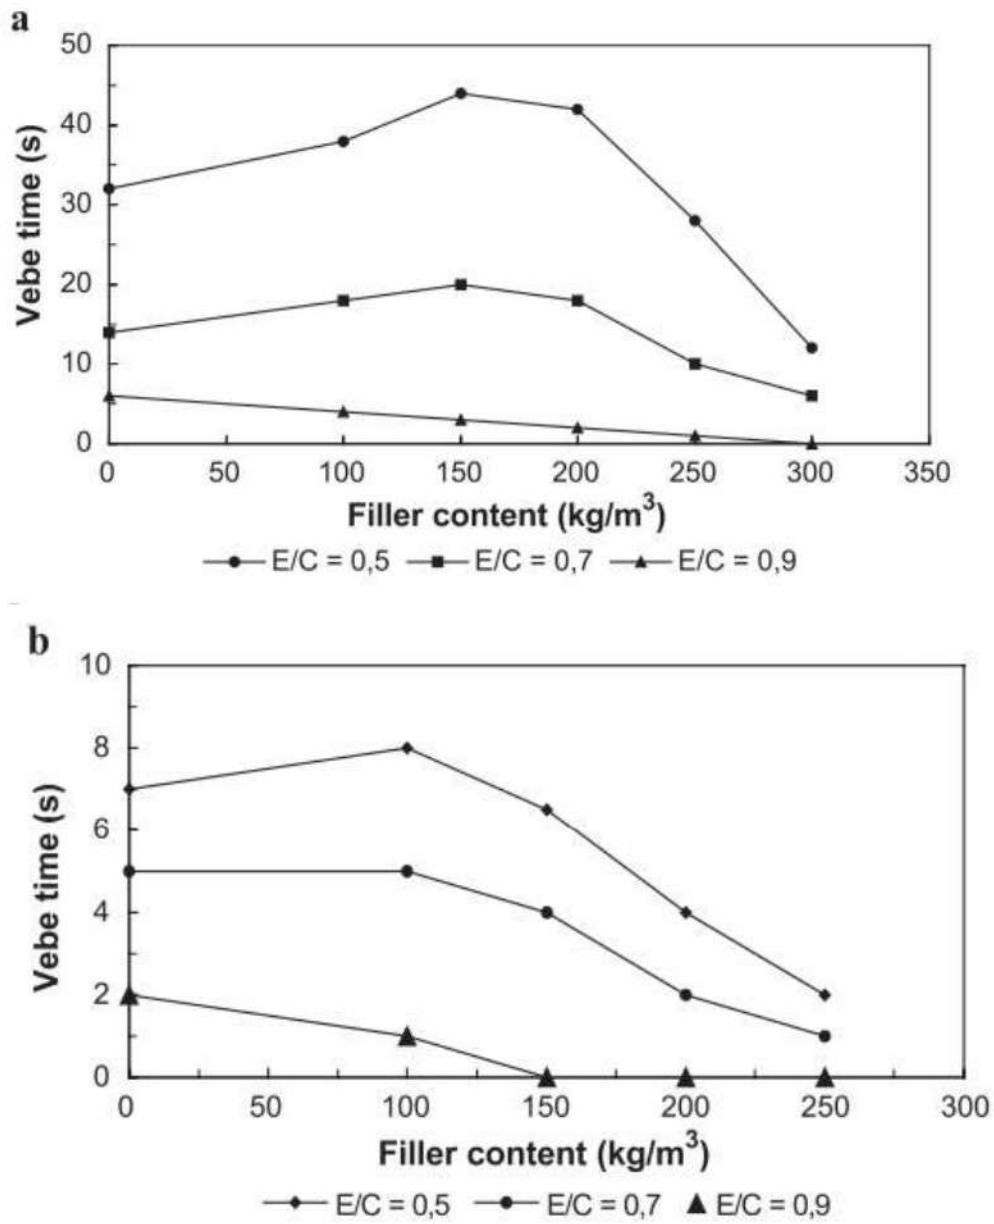 a
Vebe time (s)
50
40
30
20
10
0
0 50 100 150 200 250 300 350
Filler content (kg/m³)
E/C = 0,5 E/C = 0,7 E/C = 0,9
b
Vebe time (s)
10
8
6
4
2
0
0 50 100 150 200 250 300
Filler content (kg/m³)
E/C = 0,5 E/C = 0,7 E/C = 0,9